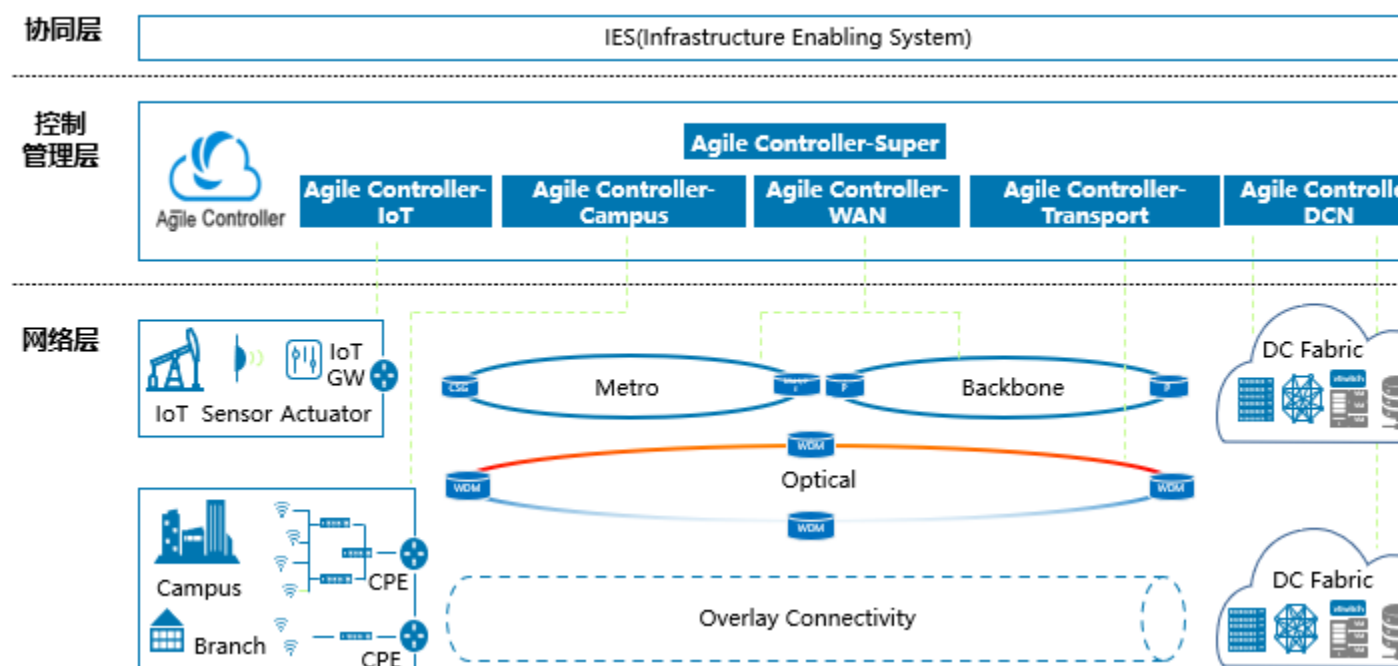 协同层
IES(Infrastructure Enabling System)
控制
管理层
Agile Controller-Super
Agile Controller
Agile Controller-
IoT
Agile Controller-
Campus
Agile Controller-
WAN
Agile Controller-
Transport
Agile Controlle
DCN
网络层
IoT
GW
IoT Sensor Actuator
CSG
Metro
P
Backbone
P
DC Fabric
vSwitch
WDM
WDM
Optical
WDM
WDM
Campus
CPE
Branch
CPE
Overlay Connectivity
DC Fabric
vSwitch